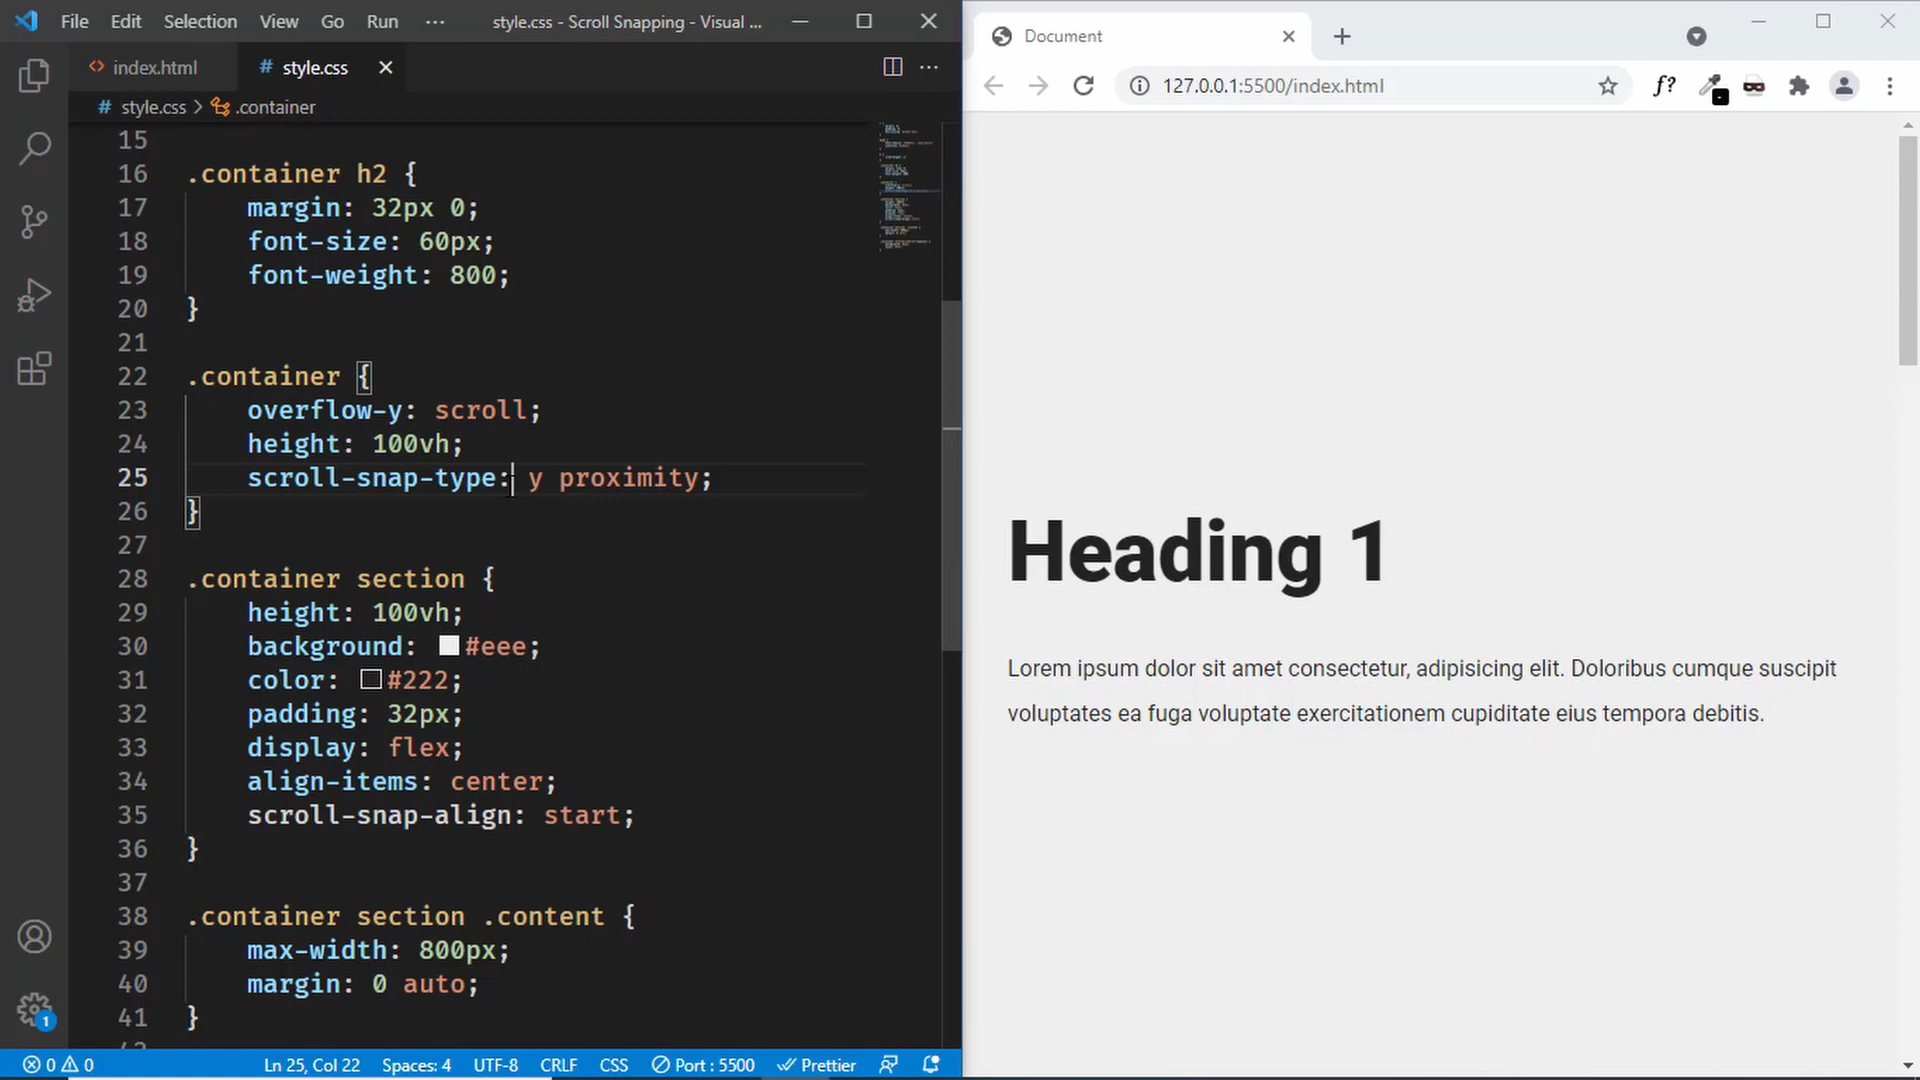 File Edit Selection View Go Run ··· style.css - Scroll Snapping - Visual ...
index.html # style.css
# style.css > .container
15
16 .container h2 {
17 margin: 32px 0;
18 font-size: 60px;
19 font-weight: 800;
20 }
21
22 .container {
23 overflow-y: scroll;
24 height: 100vh;
25 scroll-snap-type: y proximity;
26 }
27
28 .container section {
29 height: 100vh;
30 background: #eee;
31 color: #222;
32 padding: 32px;
33 display: flex;
34 align-items: center;
35 scroll-snap-align: start;
36 }
37
38 .container section .content {
39 max-width: 800px;
40 margin: 0 auto;
41 }
1
0 0 Ln 25, Col 22 Spaces: 4 UTF-8 CRLF CSS Port : 5500 Prettier
Document
127.0.0.1:5500/index.html f?
Heading 1
Lorem ipsum dolor sit amet consectetur, adipisicing elit. Doloribus cumque suscipit
voluptates ea fuga voluptate exercitationem cupiditate eius tempora debitis.